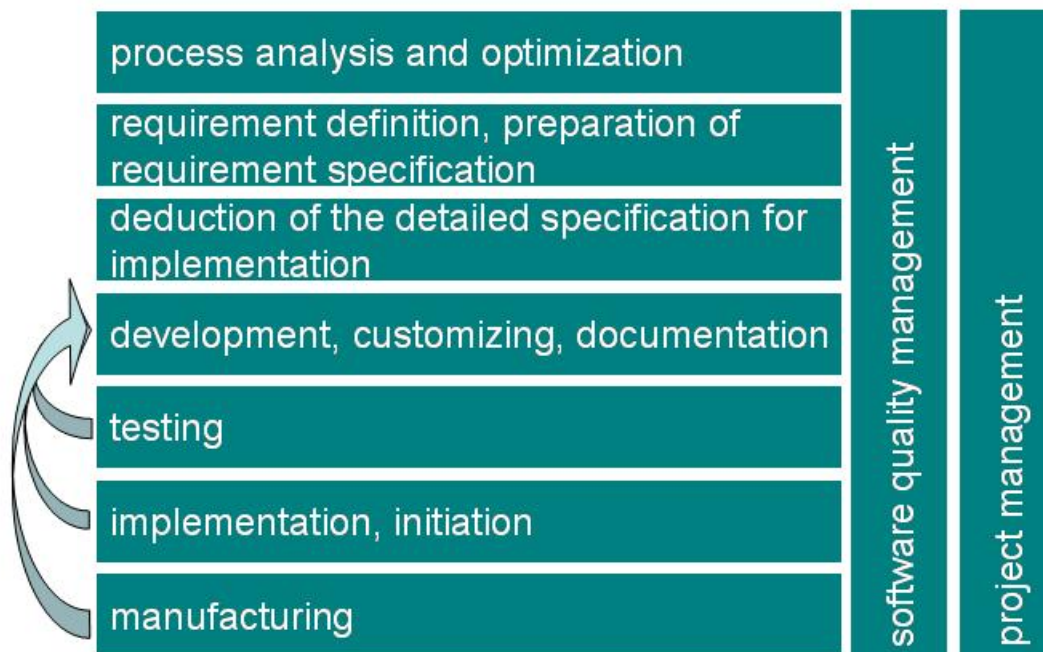 process analysis and optimization
requirement definition, preparation of
requirement specification
deduction of the detailed specification for
implementation
development, customizing, documentation
testing
implementation, initiation
manufacturing
software quality management
project management